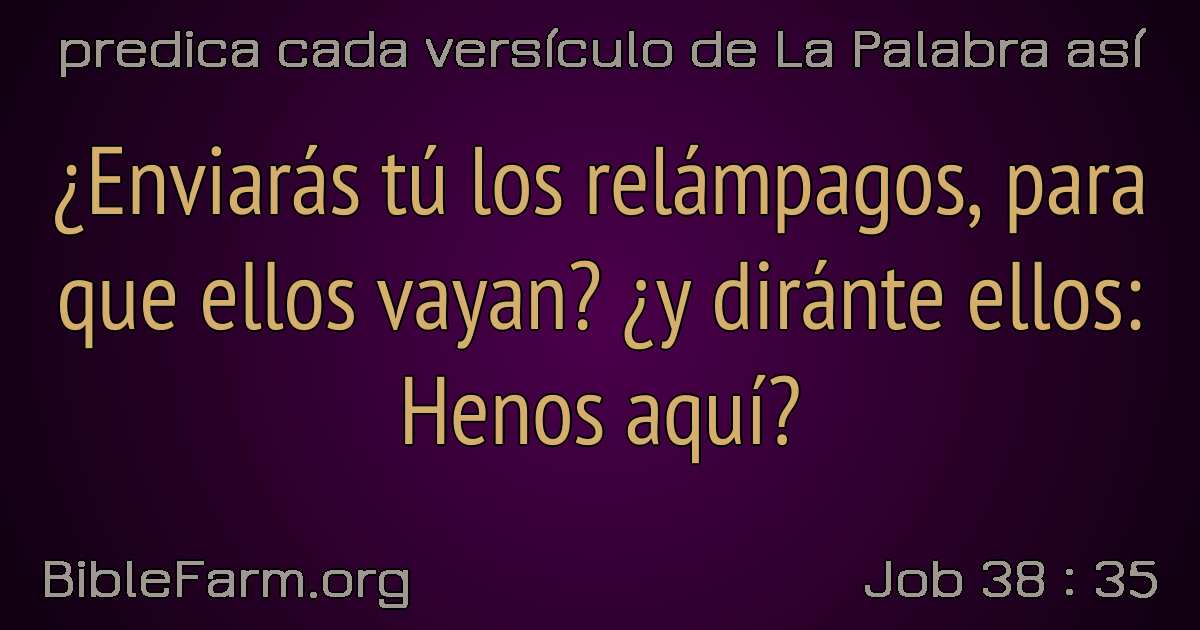 predica cada versículo de La Palabra así
¿Enviarás tú los relámpagos, para
que ellos vayan? ¿y diránte ellos:
Henos aquí?
BibleFarm.org
Job 38 : 35